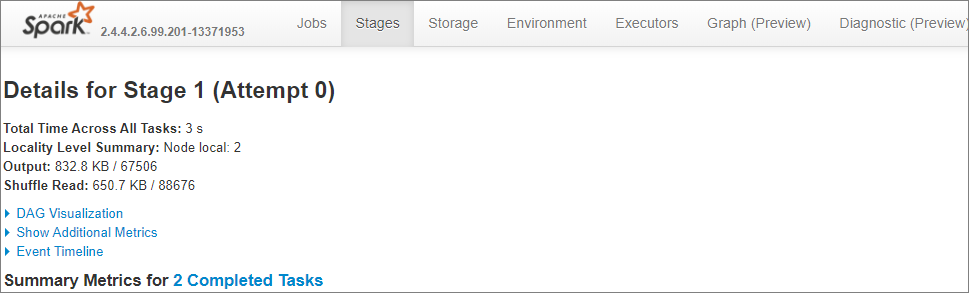 APACHE
Spark 2.4.4.2.6.99.201-13371953 Jobs Stages Storage Environment Executors Graph (Preview) Diagnostic (Preview)
Details for Stage 1 (Attempt 0)
Total Time Across All Tasks: 3 s
Locality Level Summary: Node local: 2
Output: 832.8 KB / 67506
Shuffle Read: 650.7 KB / 88676
DAG Visualization
Show Additional Metrics
Event Timeline
Summary Metrics for 2 Completed Tasks